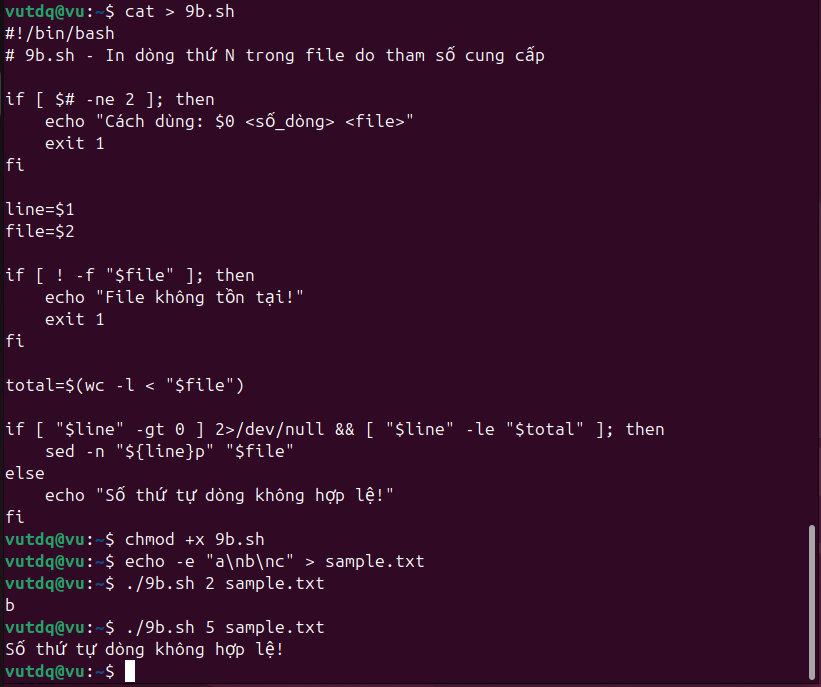 vutdq@vu:~$ cat > 9b.sh
#!/bin/bash
# 9b.sh - In dòng thứ N trong file do tham số cung cấp

if [ $# -ne 2 ]; then
    echo "Cách dùng: $0 <số_dòng> <file>"
    exit 1
fi

line=$1
file=$2

if [ ! -f "$file" ]; then
    echo "File không tồn tại!"
    exit 1
fi

total=$(wc -l < "$file")

if [ "$line" -gt 0 ] 2>/dev/null && [ "$line" -le "$total" ]; then
    sed -n "${line}p" "$file"
else
    echo "Số thứ tự dòng không hợp lệ!"
fi
vutdq@vu:~$ chmod +x 9b.sh
vutdq@vu:~$ echo -e "a\nb\nc" > sample.txt
vutdq@vu:~$ ./9b.sh 2 sample.txt
b
vutdq@vu:~$ ./9b.sh 5 sample.txt
Số thứ tự dòng không hợp lệ!
vutdq@vu:~$